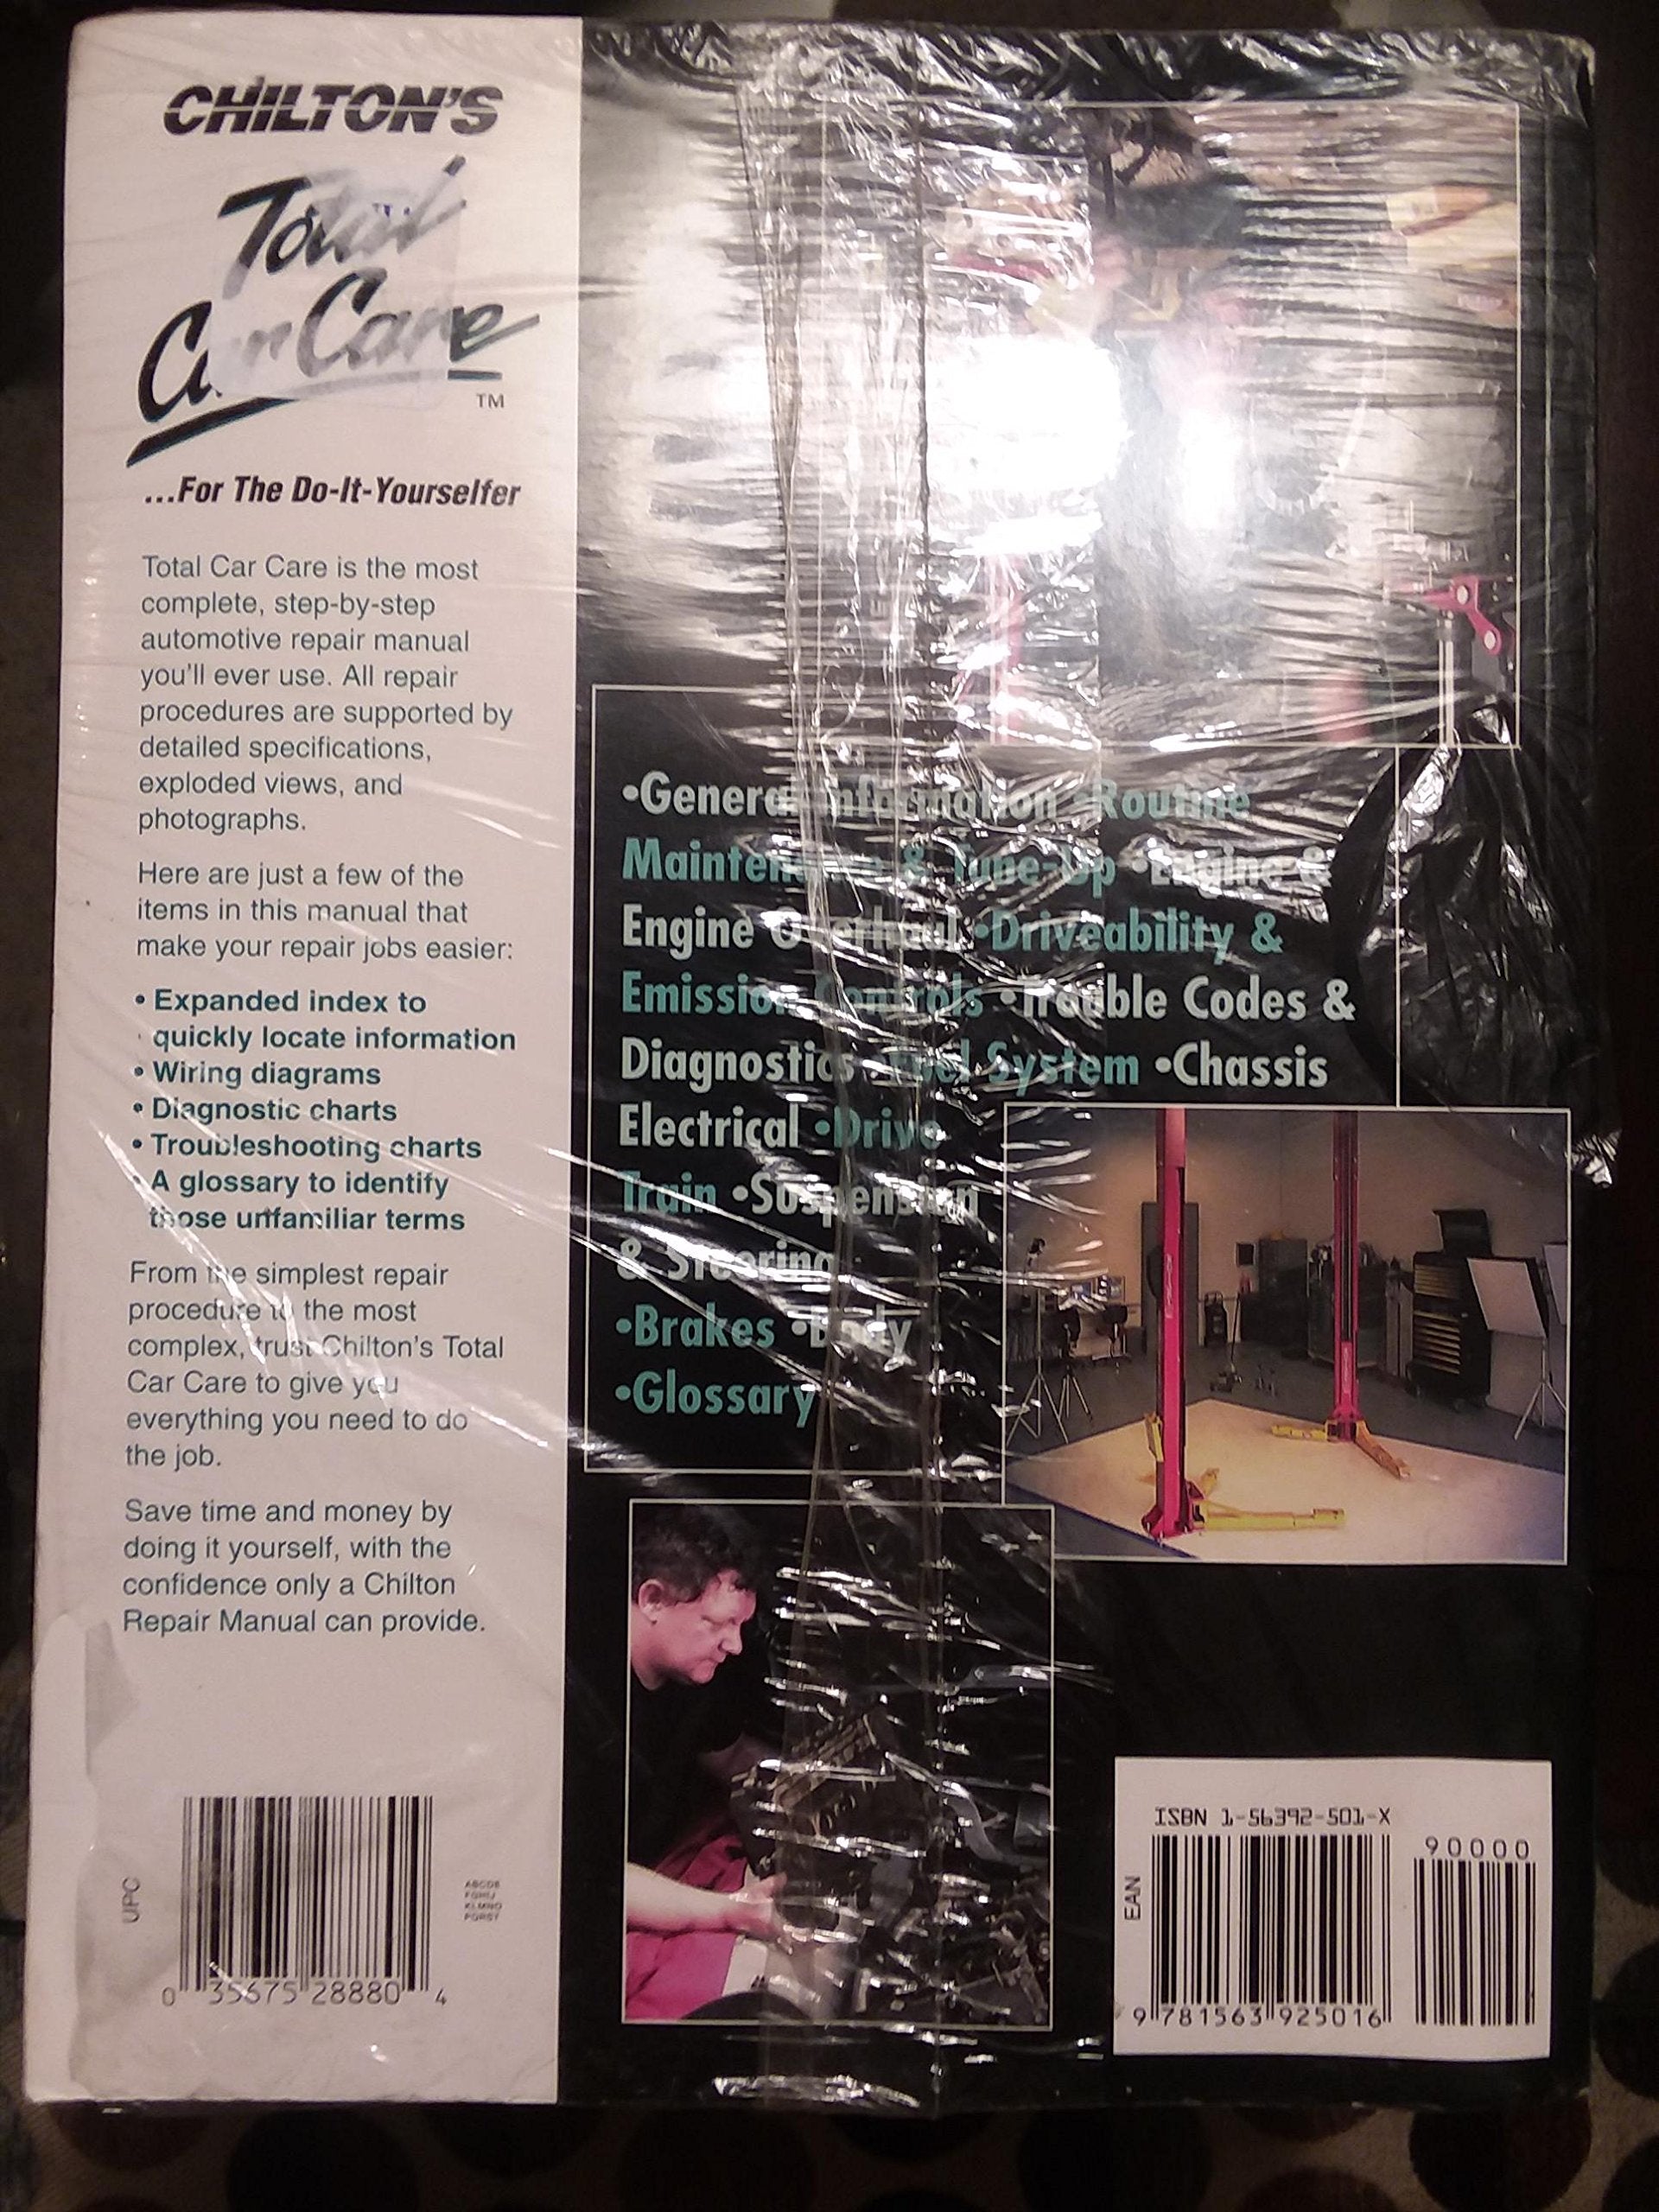 CHILTON'S
Total
Car Care
TM
...For The Do-It-Yourselfer
Total Car Care is the most
complete, step-by-step
automotive repair manual
you'll ever use. All repair
procedures are supported by
detailed specifications,
exploded views, and
photographs.
Here are just a few of the
items in this manual that
make your repair jobs easier:
• Expanded index to
quickly locate information
• Wiring diagrams
• Diagnostic charts
• Troubleshooting charts
• A glossary to identify
those unfamiliar terms
From the simplest repair
procedure to the most
complex, trust Chilton's Total
Car Care to give you
everything you need to do
the job.
Save time and money by
doing it yourself, with the
confidence only a Chilton
Repair Manual can provide.
UPC
ABCDE
FGHIJ
KLMNO
PQRST
0 35675 28880 4
•General Information •Routine
Maintenance & Tune-Up •Engine &
Engine Overhaul •Driveability &
Emission Controls •Trouble Codes &
Diagnostics •Fuel System •Chassis
Electrical •Drive
Train •Suspension
& Steering
•Brakes •Body
•Glossary
ISBN 1-56392-501-X
90000
EAN
9 781563 925016